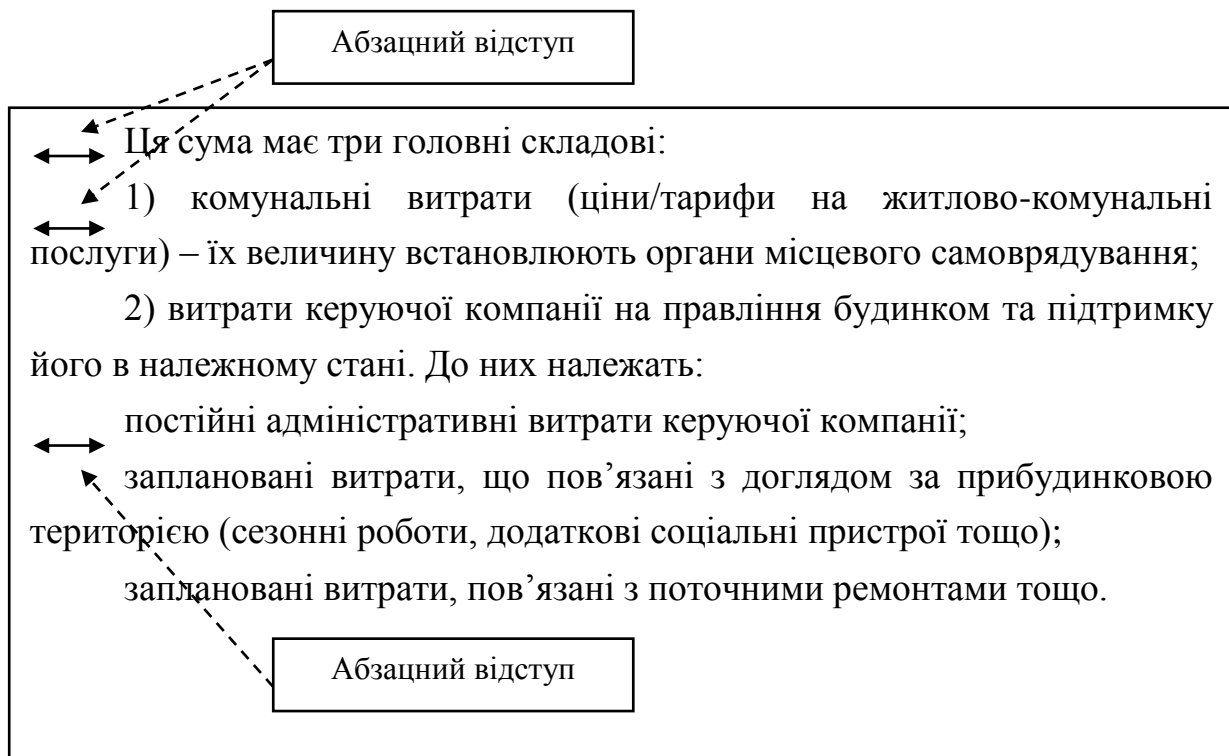 Абзацний відступ
Ця сума має три головні складові:
1) комунальні витрати (ціни/тарифи на житлово-комунальні
послуги) – їх величину встановлюють органи місцевого самоврядування;
2) витрати керуючої компанії на правління будинком та підтримку
його в належному стані. До них належать:
постійні адміністративні витрати керуючої компанії;
заплановані витрати, що пов’язані з доглядом за прибудинковою
територією (сезонні роботи, додаткові соціальні пристрої тощо);
заплановані витрати, пов’язані з поточними ремонтами тощо.
Абзацний відступ